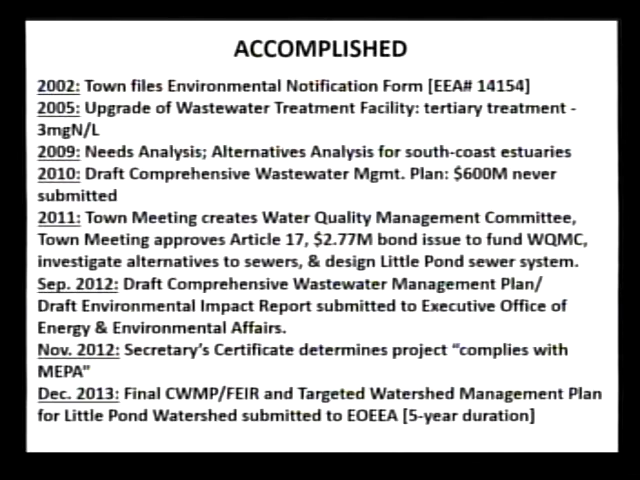 ACCOMPLISHED
2002: Town files Environmental Notification Form [EEA# 14154]
2005: Upgrade of Wastewater Treatment Facility: tertiary treatment -
3mgN/L
2009: Needs Analysis; Alternatives Analysis for south-coast estuaries
2010: Draft Comprehensive Wastewater Mgmt. Plan: $600M never
submitted
2011: Town Meeting creates Water Quality Management Committee,
Town Meeting approves Article 17, $2.77M bond issue to fund WQMC,
investigate alternatives to sewers, & design Little Pond sewer system.
Sep. 2012: Draft Comprehensive Wastewater Management Plan/
Draft Environmental Impact Report submitted to Executive Office of
Energy & Environmental Affairs.
Nov. 2012: Secretary’s Certificate determines project “complies with
MEPA”
Dec. 2013: Final CWMP/FEIR and Targeted Watershed Management Plan
for Little Pond Watershed submitted to EOEEA [5-year duration]